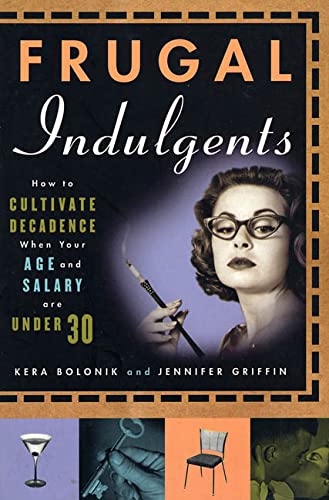 FRUGAL
Indulgents
How to
CULTIVATE
DECADENCE
When Your
AGE and
SALARY
are
UNDER 30
KERA BOLONIK and JENNIFER GRIFFIN